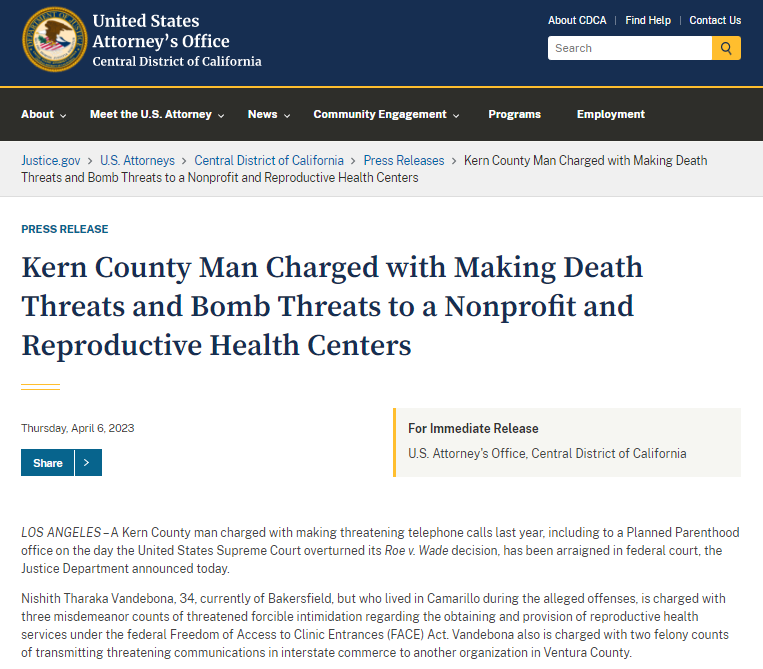 United States
Attorney's Office
Central District of California
About CDCA | Find Help | Contact Us
Search
About
Meet the U.S. Attorney
News
Community Engagement
Programs
Employment
Justice.gov > U.S. Attorneys > Central District of California > Press Releases > Kern County Man Charged with Making Death
Threats and Bomb Threats to a Nonprofit and Reproductive Health Centers
PRESS RELEASE
Kern County Man Charged with Making Death
Threats and Bomb Threats to a Nonprofit and
Reproductive Health Centers
Thursday, April 6, 2023
Share >
For Immediate Release
U.S. Attorney's Office, Central District of California
LOS ANGELES – A Kern County man charged with making threatening telephone calls last year, including to a Planned Parenthood
office on the day the United States Supreme Court overturned its Roe v. Wade decision, has been arraigned in federal court, the
Justice Department announced today.
Nishith Tharaka Vandebona, 34, currently of Bakersfield, but who lived in Camarillo during the alleged offenses, is charged with
three misdemeanor counts of threatened forcible intimidation regarding the obtaining and provision of reproductive health
services under the federal Freedom of Access to Clinic Entrances (FACE) Act. Vandebona also is charged with two felony counts
of transmitting threatening communications in interstate commerce to another organization in Ventura County.